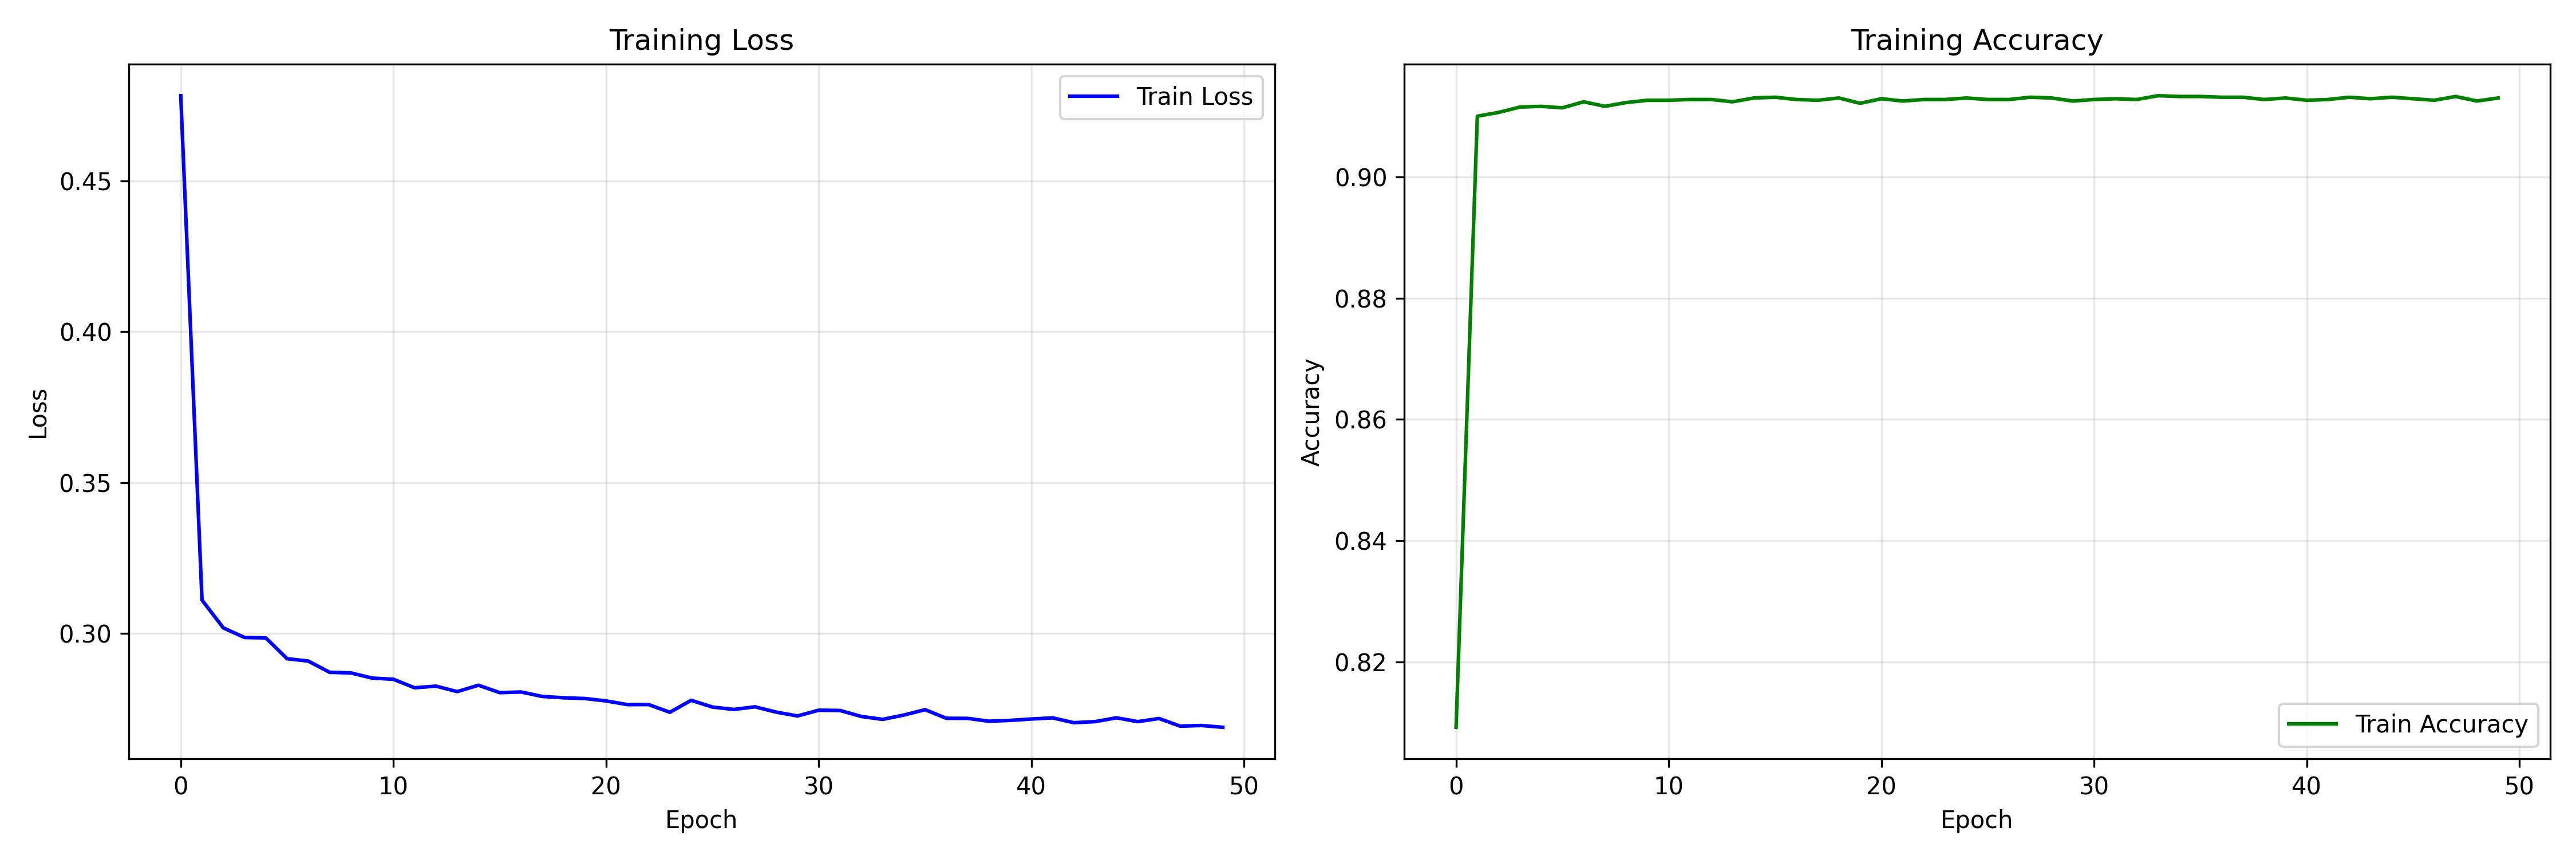 Training Loss
Train Loss
0.45
0.40
0.35
0.30
Loss
0 10 20 30 40 50
Epoch
Training Accuracy
0.90
0.88
0.86
0.84
0.82
Accuracy
Train Accuracy
0 10 20 30 40 50
Epoch